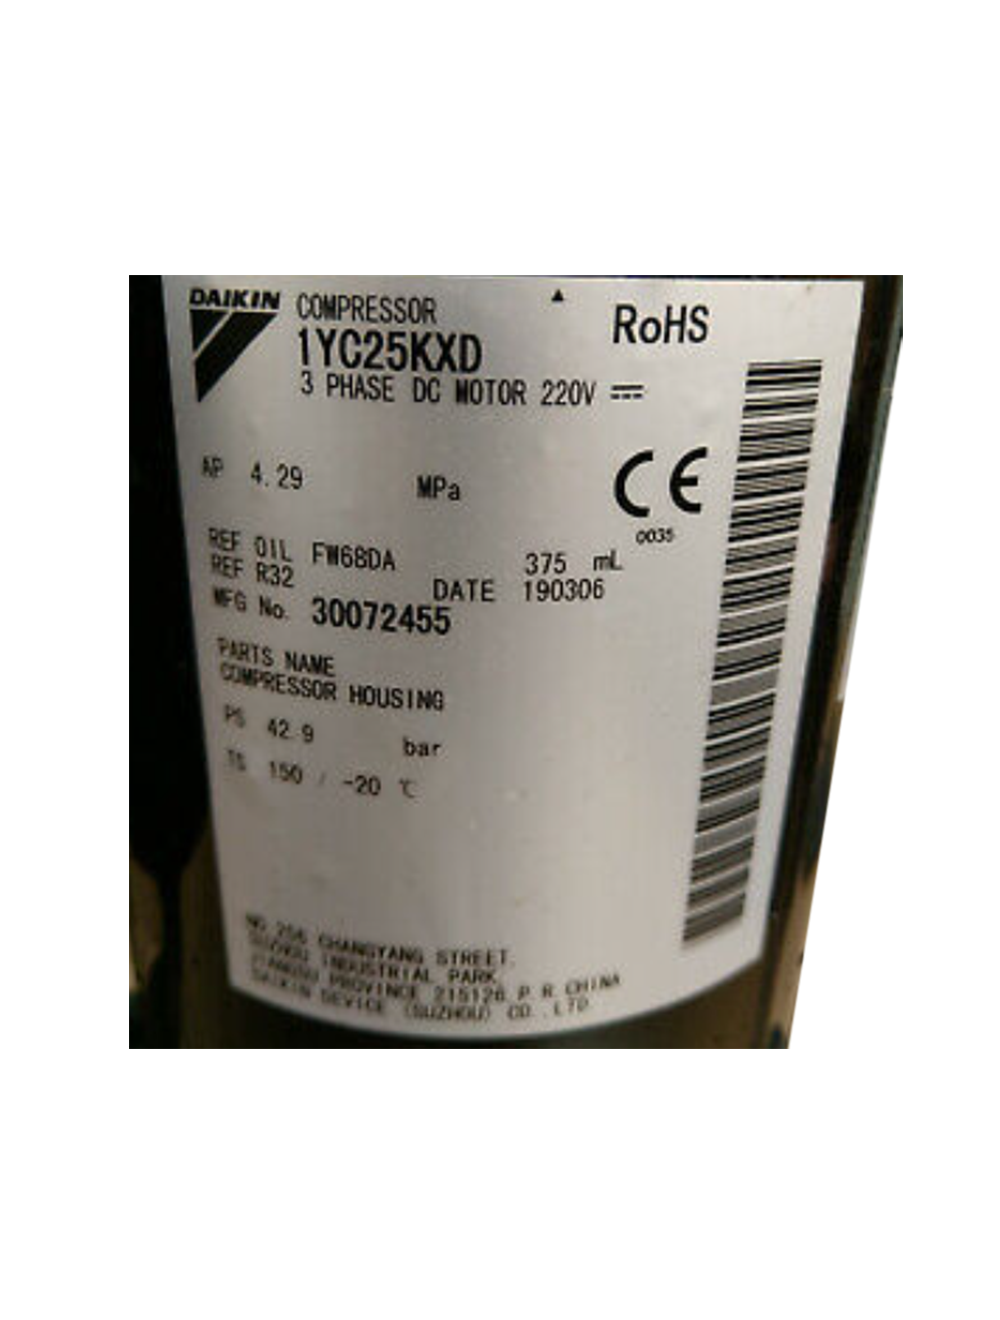 DAIKIN COMPRESSOR
RoHS
1YC25KXD
3 PHASE DC MOTOR 220V
AP 4.29 MPa
CE
0035
REF OIL FW68DA 375 mL
REF R32 DATE 190306
MFG No. 30072455
PARTS NAME
COMPRESSOR HOUSING
PS 42.9 bar
TS 150 / -20 ℃
NO.256 CHANGYANG STREET,
SUZHOU INDUSTRIAL PARK,
JIANGSU PROVINCE 215126 P.R.CHINA
DAIKIN DEVICE (SUZHOU) CO.,LTD.